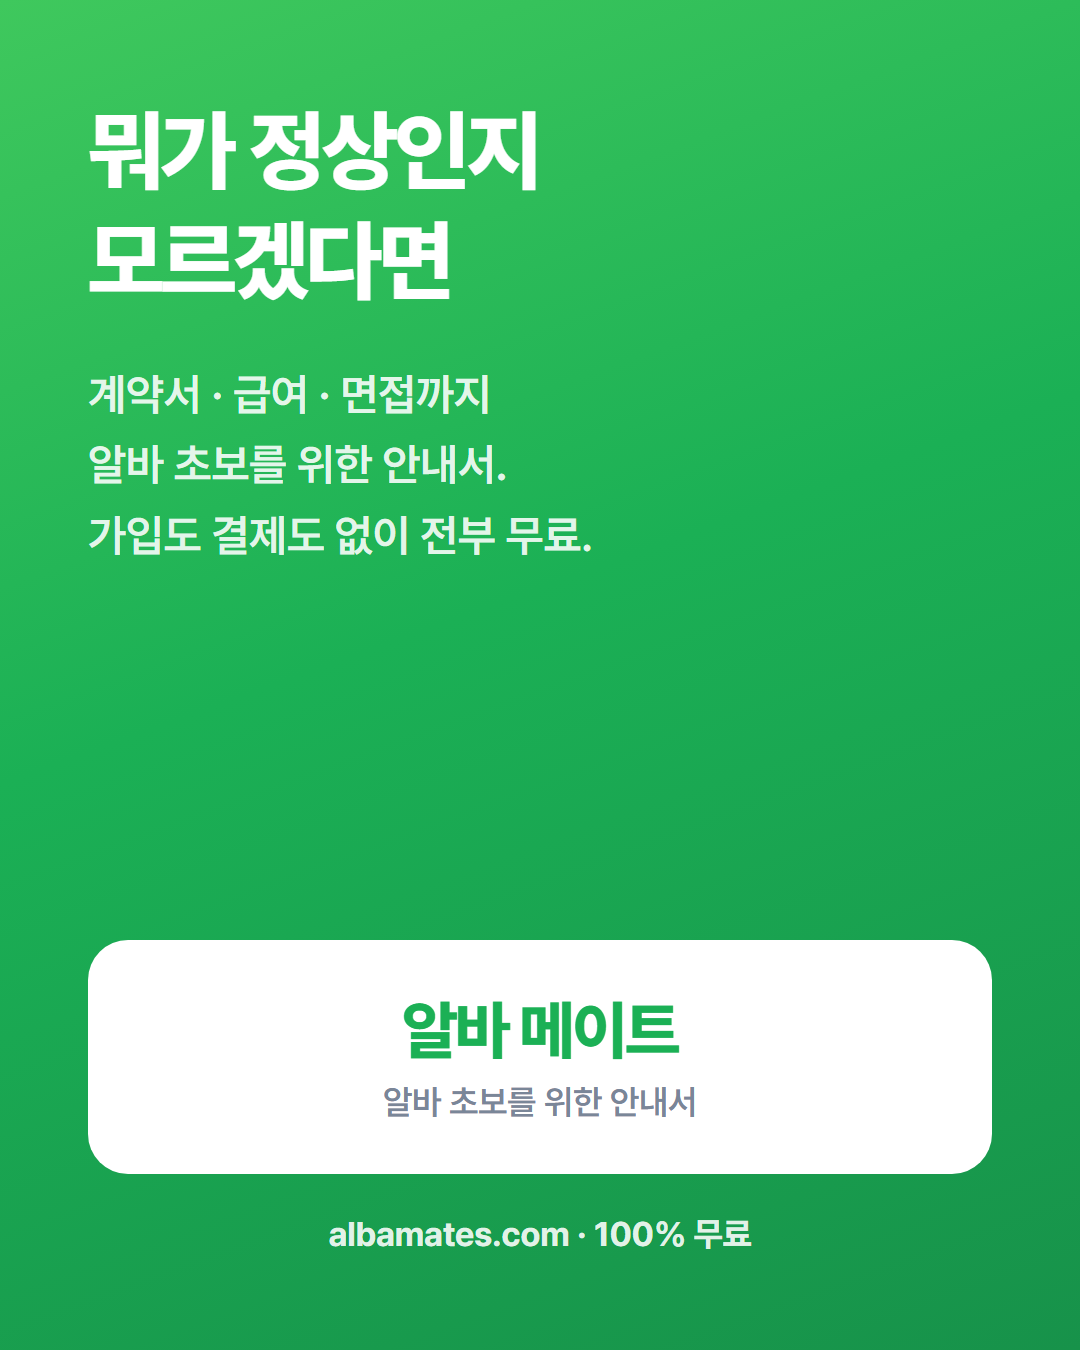 뭐가 정상인지
모르겠다면
계약서 · 급여 · 면접까지
알바 초보를 위한 안내서.
가입도 결제도 없이 전부 무료.
알바 메이트
알바 초보를 위한 안내서
albamates.com · 100% 무료